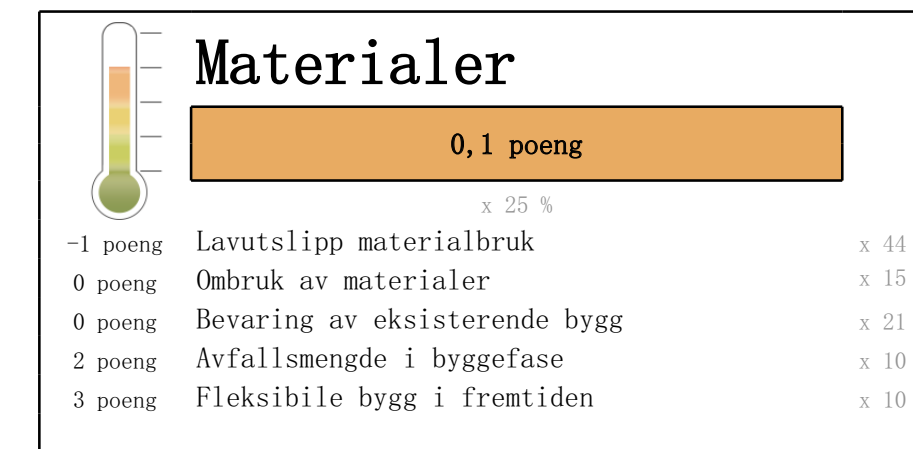 Materialer
0,1 poeng
x 25 %
-1 poeng Lavutslipp materialbruk x 44
0 poeng Ombruk av materialer x 15
0 poeng Bevaring av eksisterende bygg x 21
2 poeng Avfallsmengde i byggefase x 10
3 poeng Fleksibile bygg i fremtiden x 10